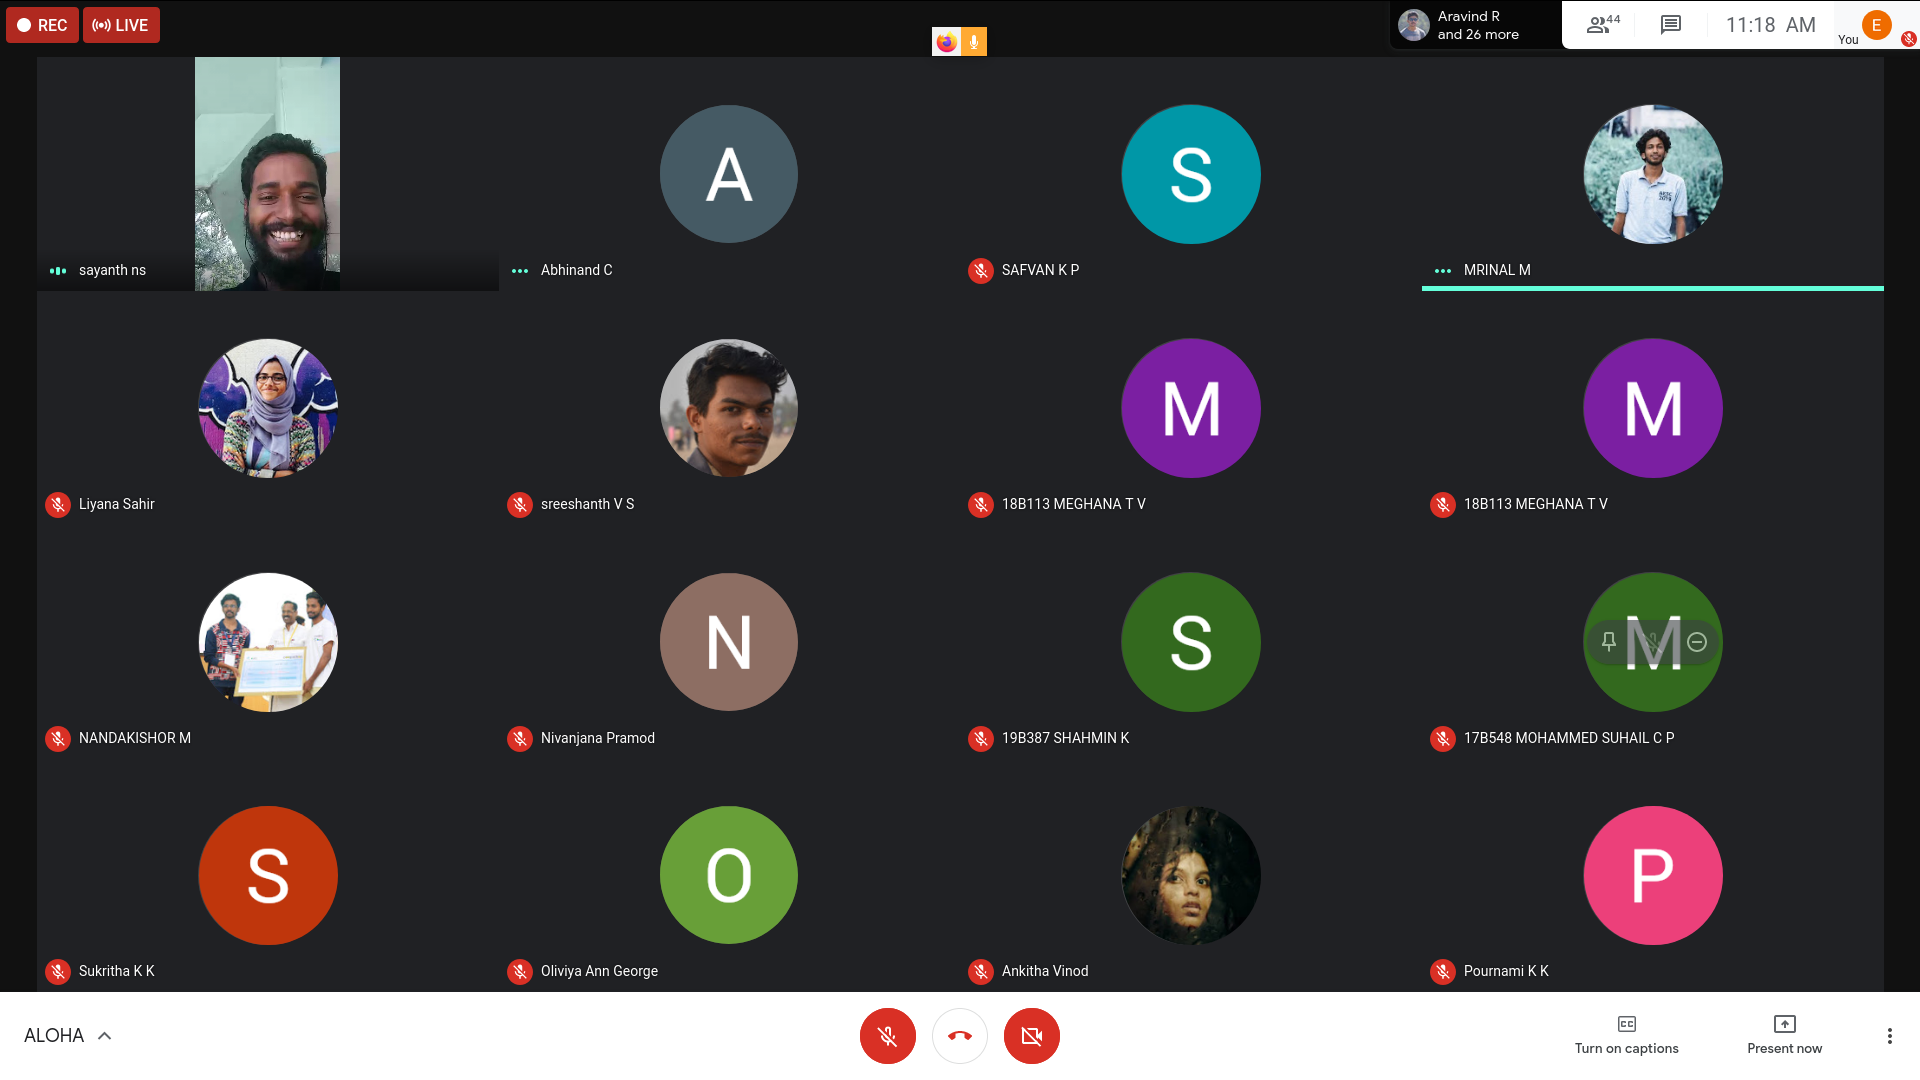 REC
LIVE
Aravind R
and 26 more
44
11:18 AM
You
E
sayanth ns
A
Abhinand C
S
SAFVAN K P
MRINAL M
Liyana Sahir
sreeshanth V S
M
18B113 MEGHANA T V
M
18B113 MEGHANA T V
NANDAKISHOR M
N
Nivanjana Pramod
S
19B387 SHAHMIN K
M
17B548 MOHAMMED SUHAIL C P
S
Sukritha K K
O
Oliviya Ann George
Ankitha Vinod
P
Pournami K K
ALOHA
CC
Turn on captions
Present now